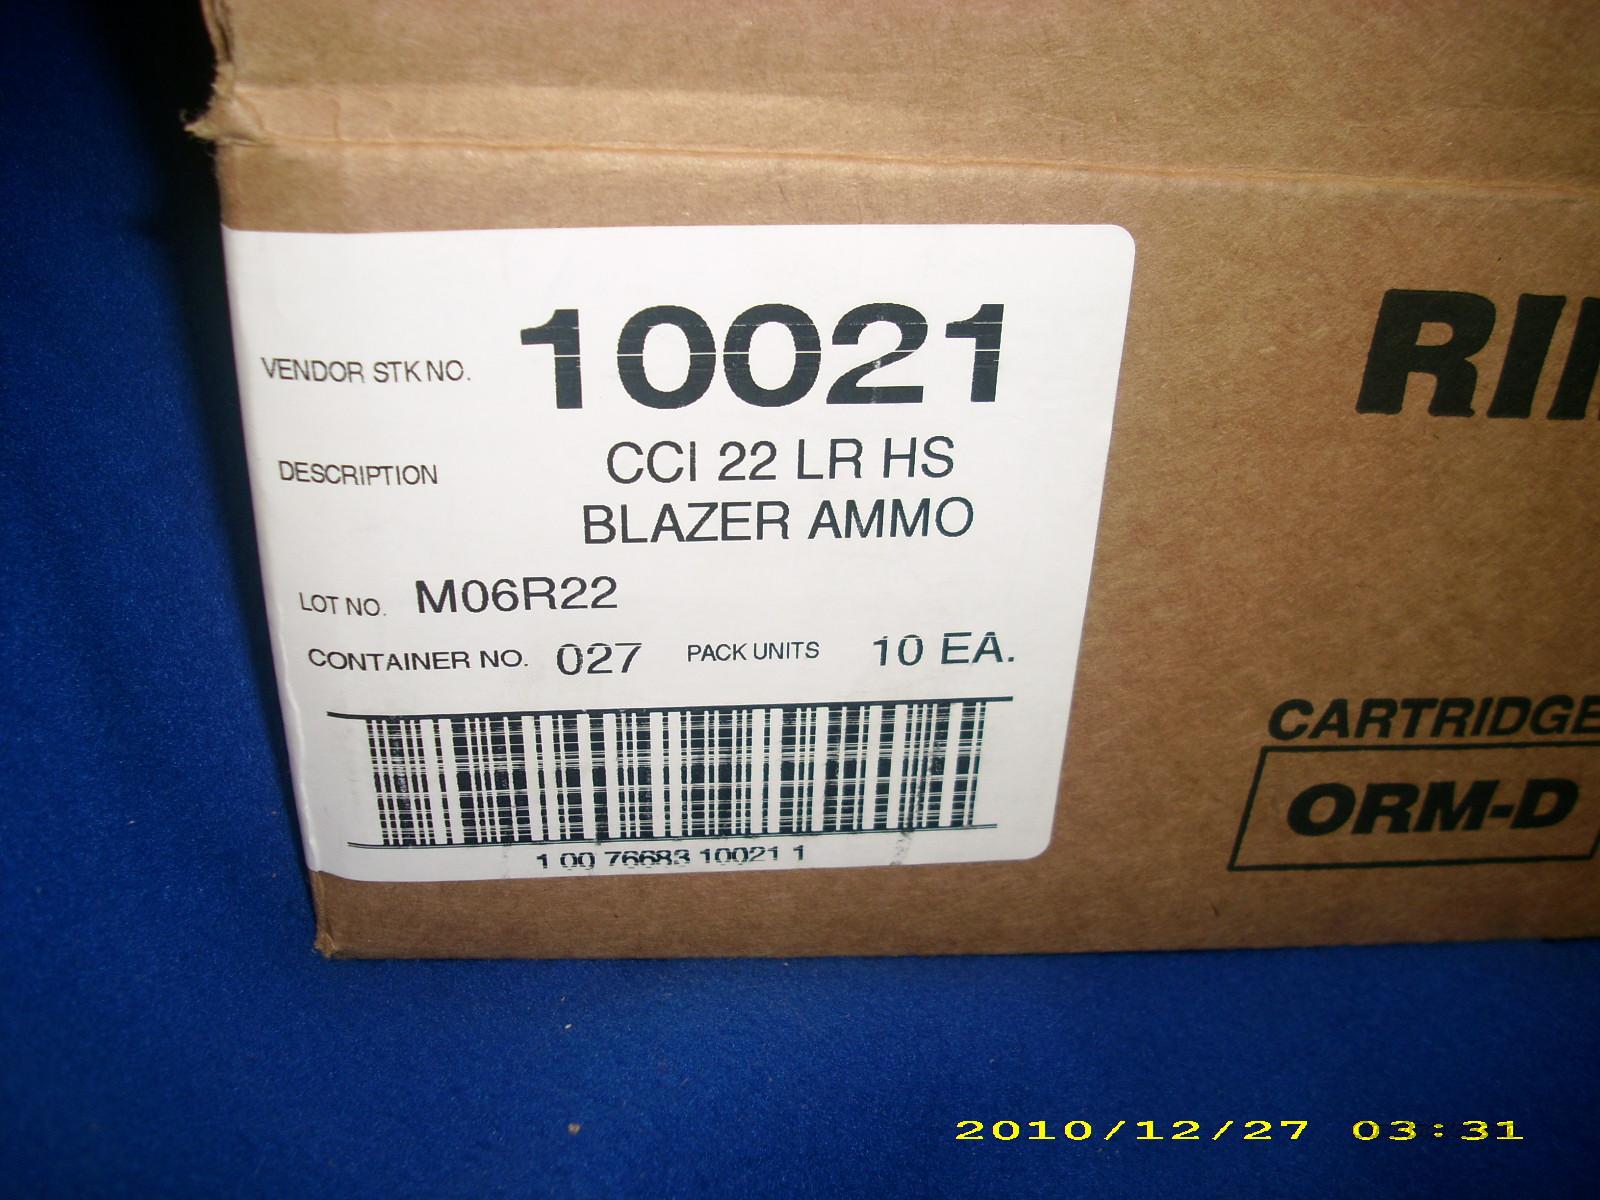 VENDOR STK NO. 10021
DESCRIPTION CCI 22 LR HS
BLAZER AMMO
LOT NO. M06R22
CONTAINER NO. 027 PACK UNITS 10 EA.
1 00 76683 10021 1
CARTRIDGE
ORM-D
2010/12/27 03:31